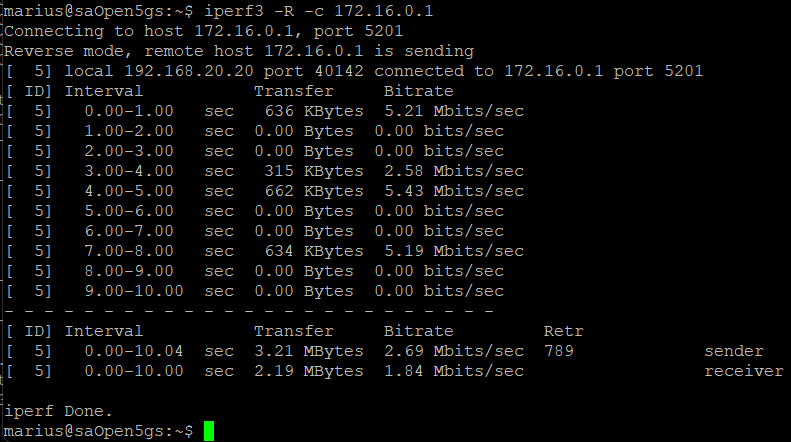 marius@saOpen5gs:~$ iperf3 -R -c 172.16.0.1
Connecting to host 172.16.0.1, port 5201
Reverse mode, remote host 172.16.0.1 is sending
[  5] local 192.168.20.20 port 40142 connected to 172.16.0.1 port 5201
[ ID] Interval           Transfer     Bitrate
[  5]   0.00-1.00   sec   636 KBytes  5.21 Mbits/sec
[  5]   1.00-2.00   sec  0.00 Bytes  0.00 bits/sec
[  5]   2.00-3.00   sec  0.00 Bytes  0.00 bits/sec
[  5]   3.00-4.00   sec   315 KBytes  2.58 Mbits/sec
[  5]   4.00-5.00   sec   662 KBytes  5.43 Mbits/sec
[  5]   5.00-6.00   sec  0.00 Bytes  0.00 bits/sec
[  5]   6.00-7.00   sec  0.00 Bytes  0.00 bits/sec
[  5]   7.00-8.00   sec   634 KBytes  5.19 Mbits/sec
[  5]   8.00-9.00   sec  0.00 Bytes  0.00 bits/sec
[  5]   9.00-10.00  sec  0.00 Bytes  0.00 bits/sec
- - - - - - - - - - - - - - - - - - - - - - - - -
[ ID] Interval           Transfer     Bitrate         Retr
[  5]   0.00-10.04  sec  3.21 MBytes  2.69 Mbits/sec  789             sender
[  5]   0.00-10.00  sec  2.19 MBytes  1.84 Mbits/sec                  receiver

iperf Done.
marius@saOpen5gs:~$